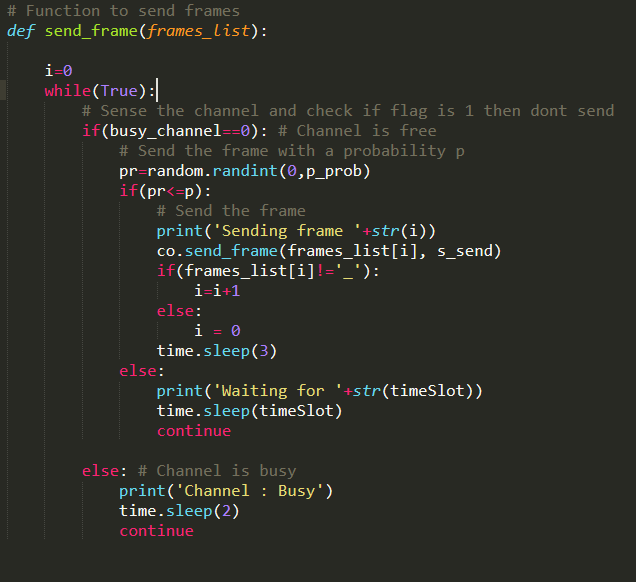 # Function to send frames
def send_frame(frames_list):
    i=0
    while(True):
        # Sense the channel and check if flag is 1 then dont send
        if(busy_channel==0): # Channel is free
            # Send the frame with a probability p
            pr=random.randint(0,p_prob)
            if(pr<=p):
                # Send the frame
                print('Sending frame '+str(i))
                co.send_frame(frames_list[i], s_send)
                if(frames_list[i]!='_'):
                    i=i+1
                else:
                    i = 0
                time.sleep(3)
            else:
                print('Waiting for '+str(timeSlot))
                time.sleep(timeSlot)
                continue
        else: # Channel is busy
            print('Channel : Busy')
            time.sleep(2)
            continue